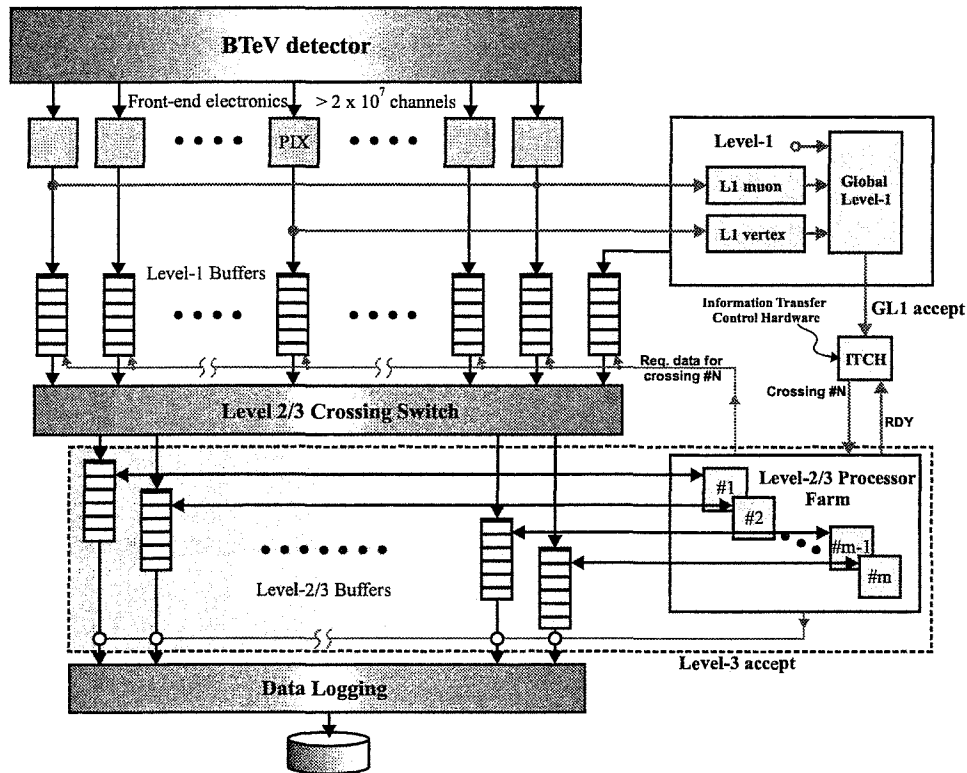 BTeV detector
Front-end electronics > 2 x 10^7 channels
PIX
Level-1
L1 muon
Global
Level-1
L1 vertex
Level-1 Buffers
GL1 accept
Information Transfer
Control Hardware
ITCH
Req. data for
crossing #N
Crossing #N
RDY
Level 2/3 Crossing Switch
Level-2/3 Processor
Farm
#1
#2
#m-1
#m
Level-2/3 Buffers
Level-3 accept
Data Logging